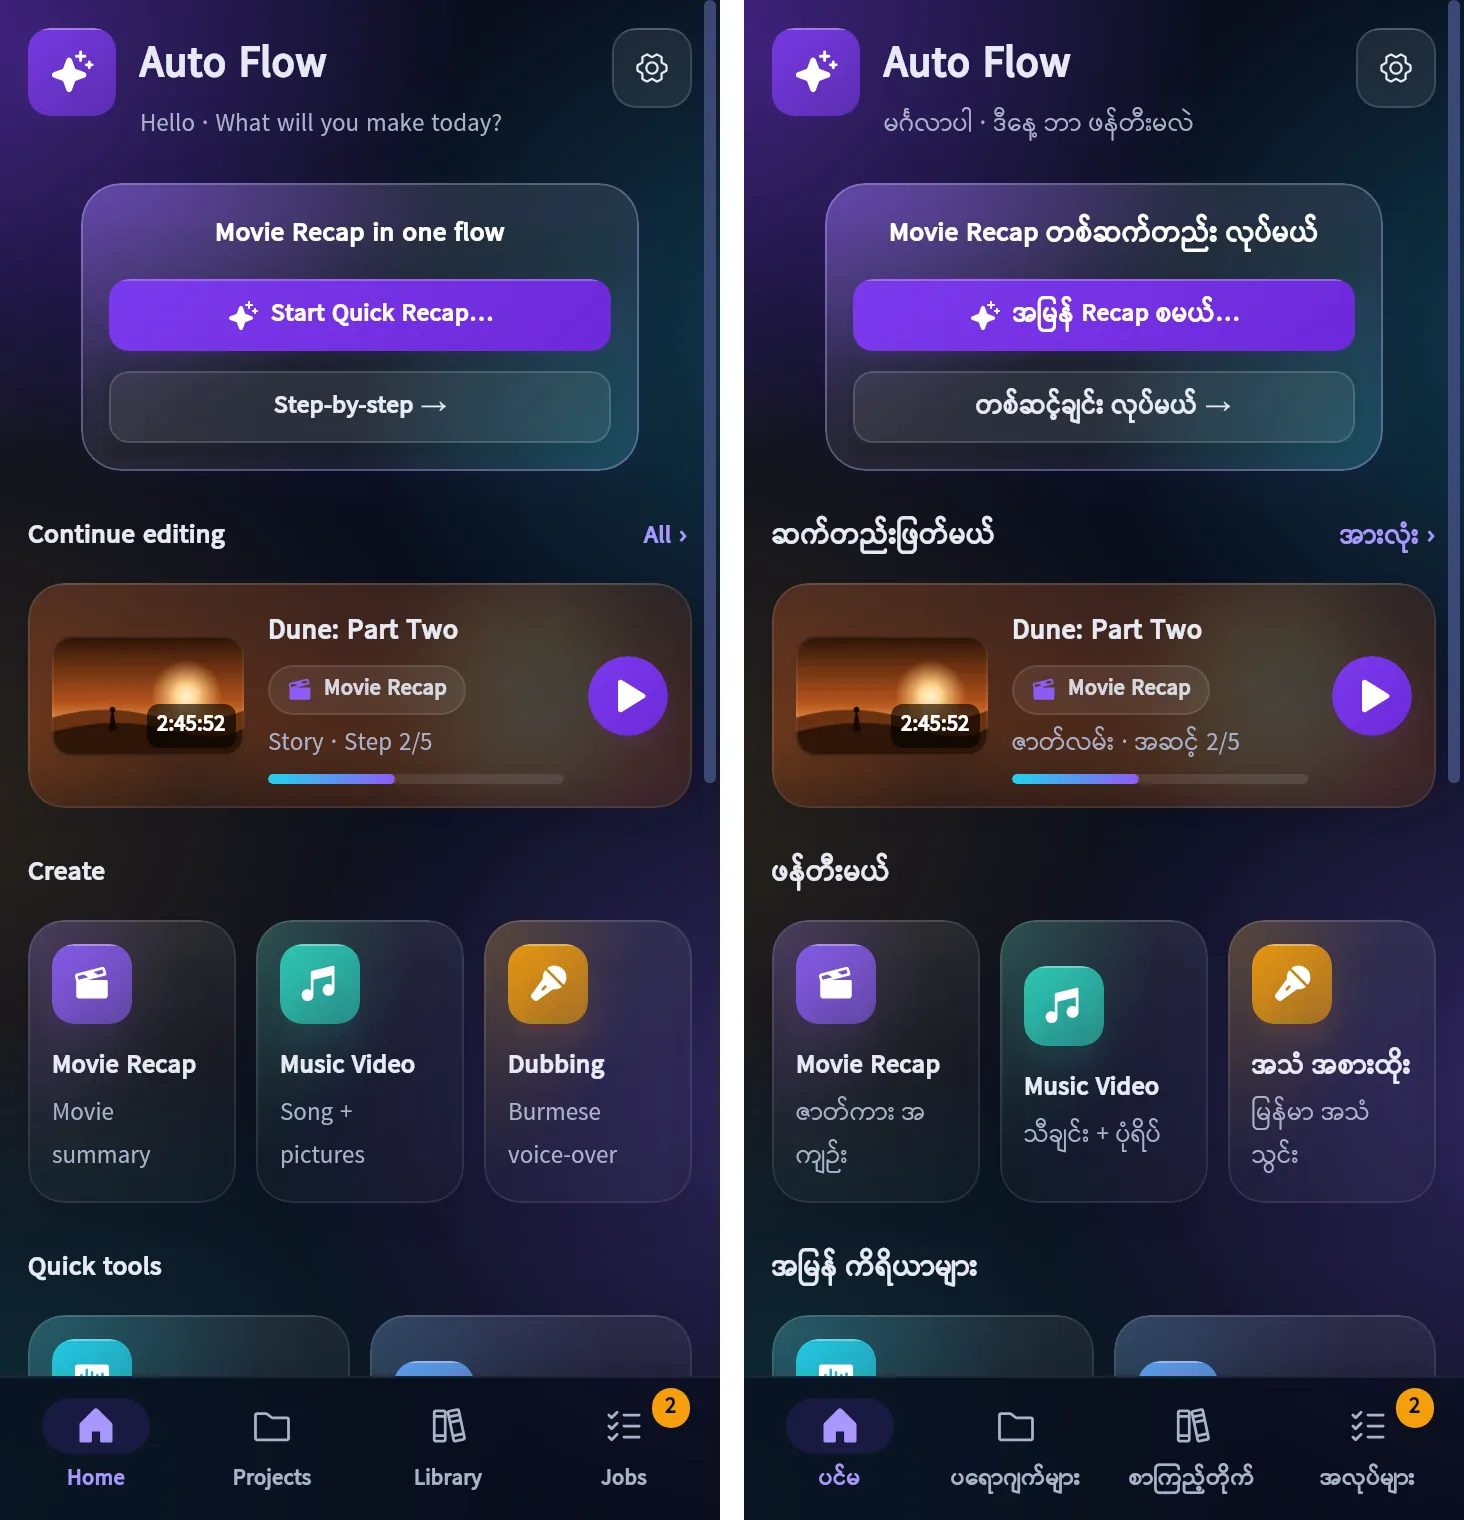 Auto Flow
Hello · What will you make today?
Movie Recap in one flow
Start Quick Recap...
Step-by-step →
Continue editing
All ›
Dune: Part Two
Movie Recap
2:45:52
Story · Step 2/5
Create
Movie Recap
Movie
summary
Music Video
Song +
pictures
Dubbing
Burmese
voice-over
Quick tools
2
Home
Projects
Library
Jobs
Auto Flow
မင်္ဂလာပါ · ဒီနေ့ ဘာ ဖန်တီးမလဲ
Movie Recap တစ်ဆက်တည်း လုပ်မယ်
အမြန် Recap စမယ်...
တစ်ဆင့်ချင်း လုပ်မယ် →
ဆက်တည်းဖြတ်မယ်
အားလုံး ›
Dune: Part Two
Movie Recap
2:45:52
ဇာတ်လမ်း · အဆင့် 2/5
ဖန်တီးမယ်
Movie Recap
ဇာတ်ကား အ
ကျဉ်း
Music Video
သီချင်း + ပုံရိပ်
အသံ အစားထိုး
မြန်မာ အသံ
သွင်း
အမြန် ကိရိယာများ
2
ပင်မ
ပရောဂျက်များ
စာကြည့်တိုက်
အလုပ်များ